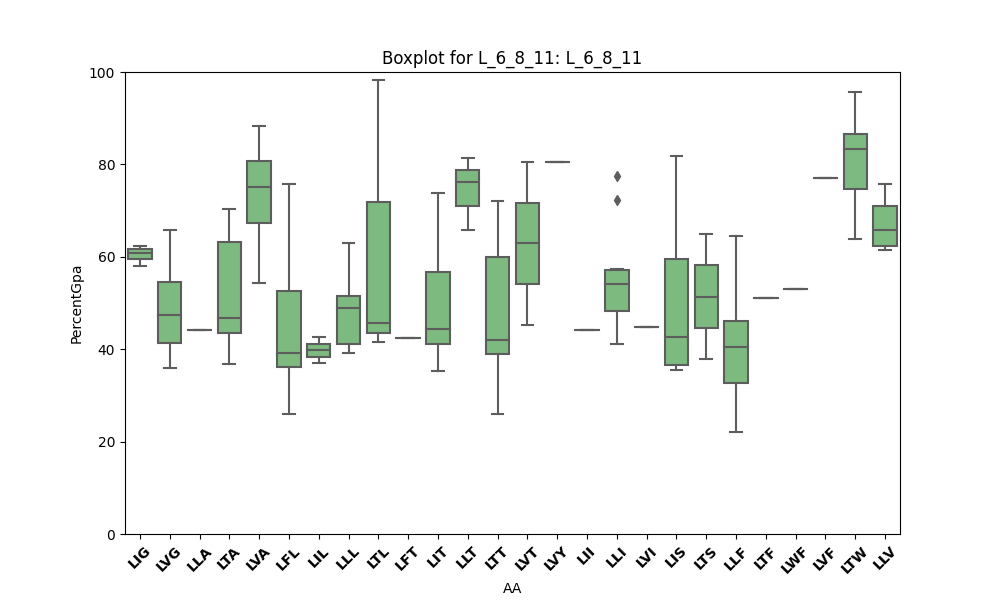 Boxplot for L_6_8_11: L_6_8_11
100
80
60
40
20
0
PercentGpa
LIG LVG LLA LTA LVA LFL LIL LLL LTL LFT LIT LLT LTT LVT LVY LII LLI LVI LIS LTS LLF LTF LWF LVF LTW LLV
AA